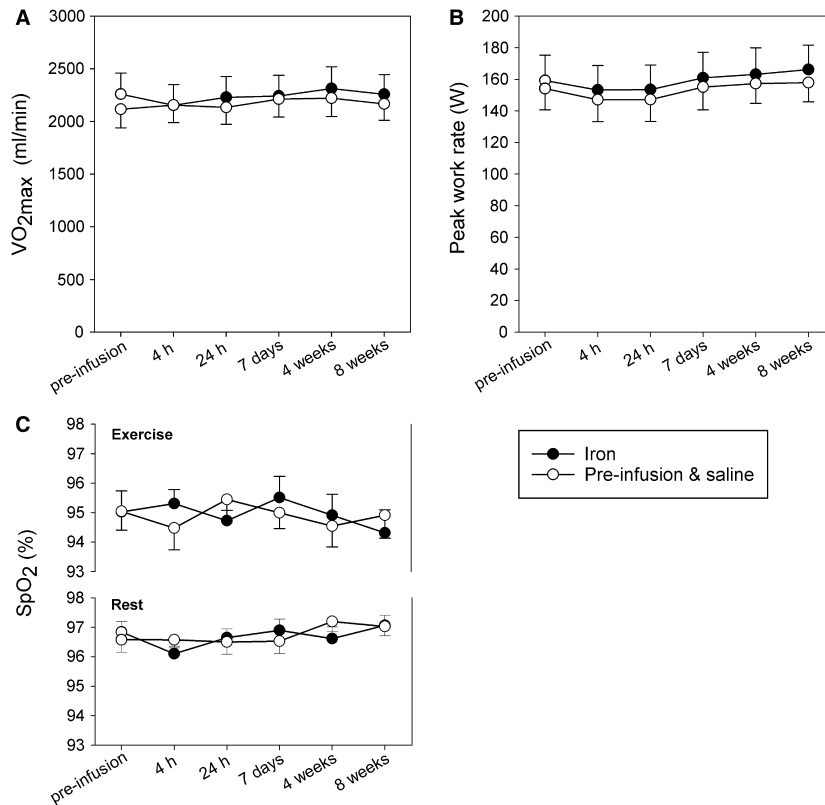 A
3000
2500
2000
1500
1000
500
0
VO2max (ml/min)
pre-infusion
4 h
24 h
7 days
4 weeks
8 weeks
B
200
180
160
140
120
100
80
60
40
20
0
Peak work rate (W)
pre-infusion
4 h
24 h
7 days
4 weeks
8 weeks
C
Exercise
98
97
96
95
94
93
SpO2 (%)
Rest
98
97
96
95
94
93
pre-infusion
4 h
24 h
7 days
4 weeks
8 weeks
Iron
Pre-infusion & saline